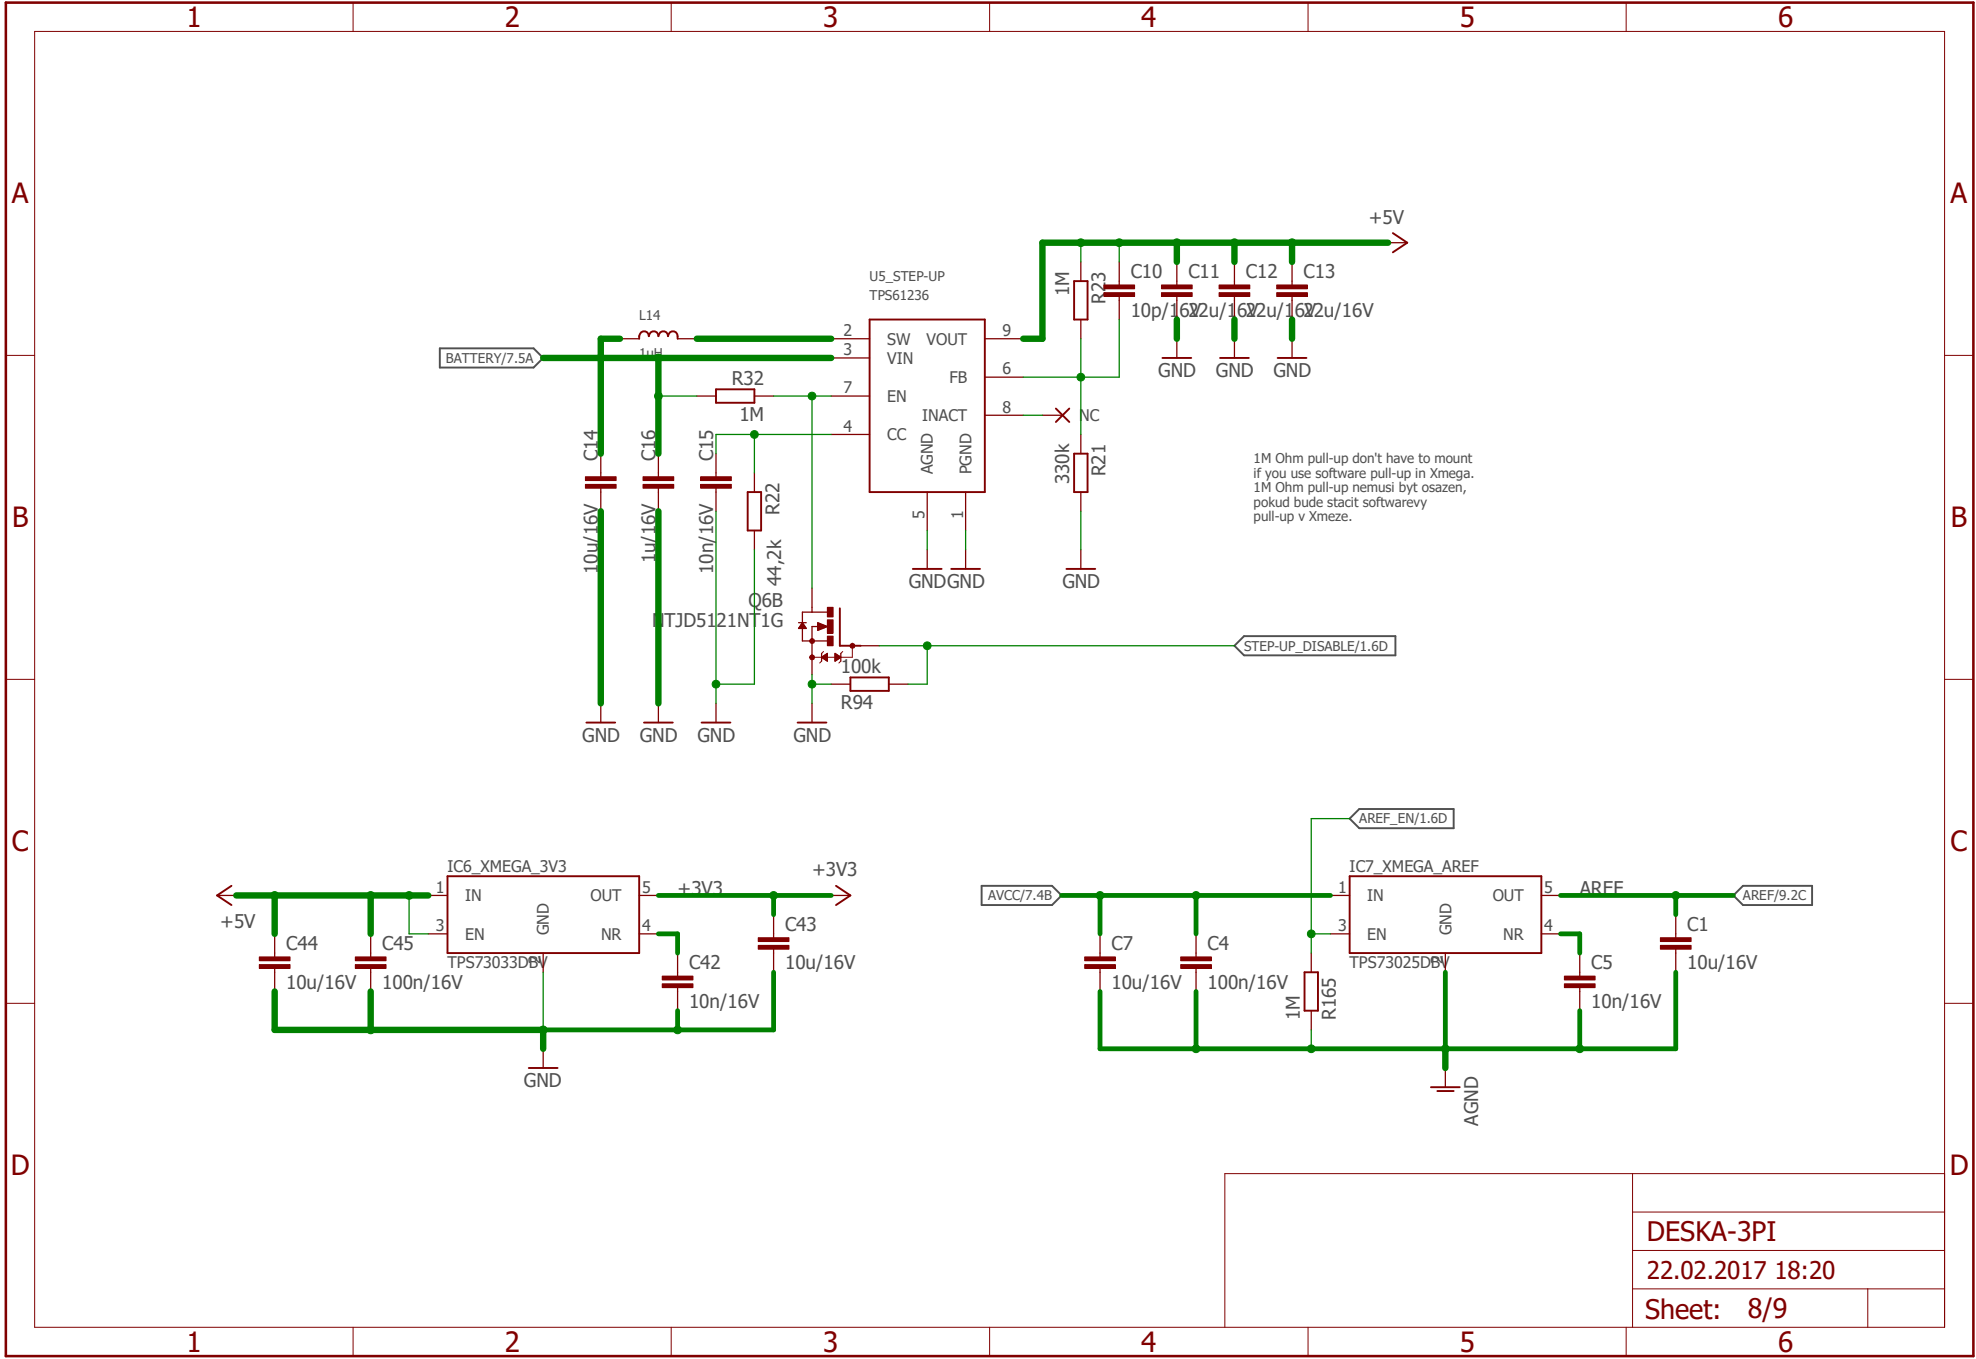 1 2 3 4 5 6
A A
+5V
U5_STEP-UP
TPS61236
1M
R23
C10
10p/16V
C11
22u/16V
C12
22u/16V
C13
22u/16V
L14
1uH
BATTERY/7.5A
2 SW VOUT 9
3 VIN
FB 6
7 EN
INACT 8 NC
4 CC
AGND
PGND
5
1
R32
1M
GND GND GND
C14
10u/16V
C16
1u/16V
C15
10n/16V
R22
44,2k
330k
R21
1M Ohm pull-up don't have to mount
if you use software pull-up in Xmega.
1M Ohm pull-up nemusi byt osazen,
pokud bude stacit softwarevy
pull-up v Xmeze.
B B
GND GND GND
Q6B
NTJD5121NT1G
STEP-UP_DISABLE/1.6D
100k
R94
GND GND GND GND
C C
+5V
IC6_XMEGA_3V3
1 IN OUT 5
3 EN NR 4
GND
TPS73033DBV
+3V3
+3V3
C44
10u/16V
C45
100n/16V
C42
10n/16V
C43
10u/16V
GND
AREF_EN/1.6D
AVCC/7.4B
IC7_XMEGA_AREF
1 IN OUT 5
3 EN NR 4
GND
TPS73025DBV
AREF
AREF/9.2C
C7
10u/16V
C4
100n/16V
1M
R165
C5
10n/16V
C1
10u/16V
AGND
D D
DESKA-3PI
22.02.2017 18:20
Sheet: 8/9
1 2 3 4 5 6